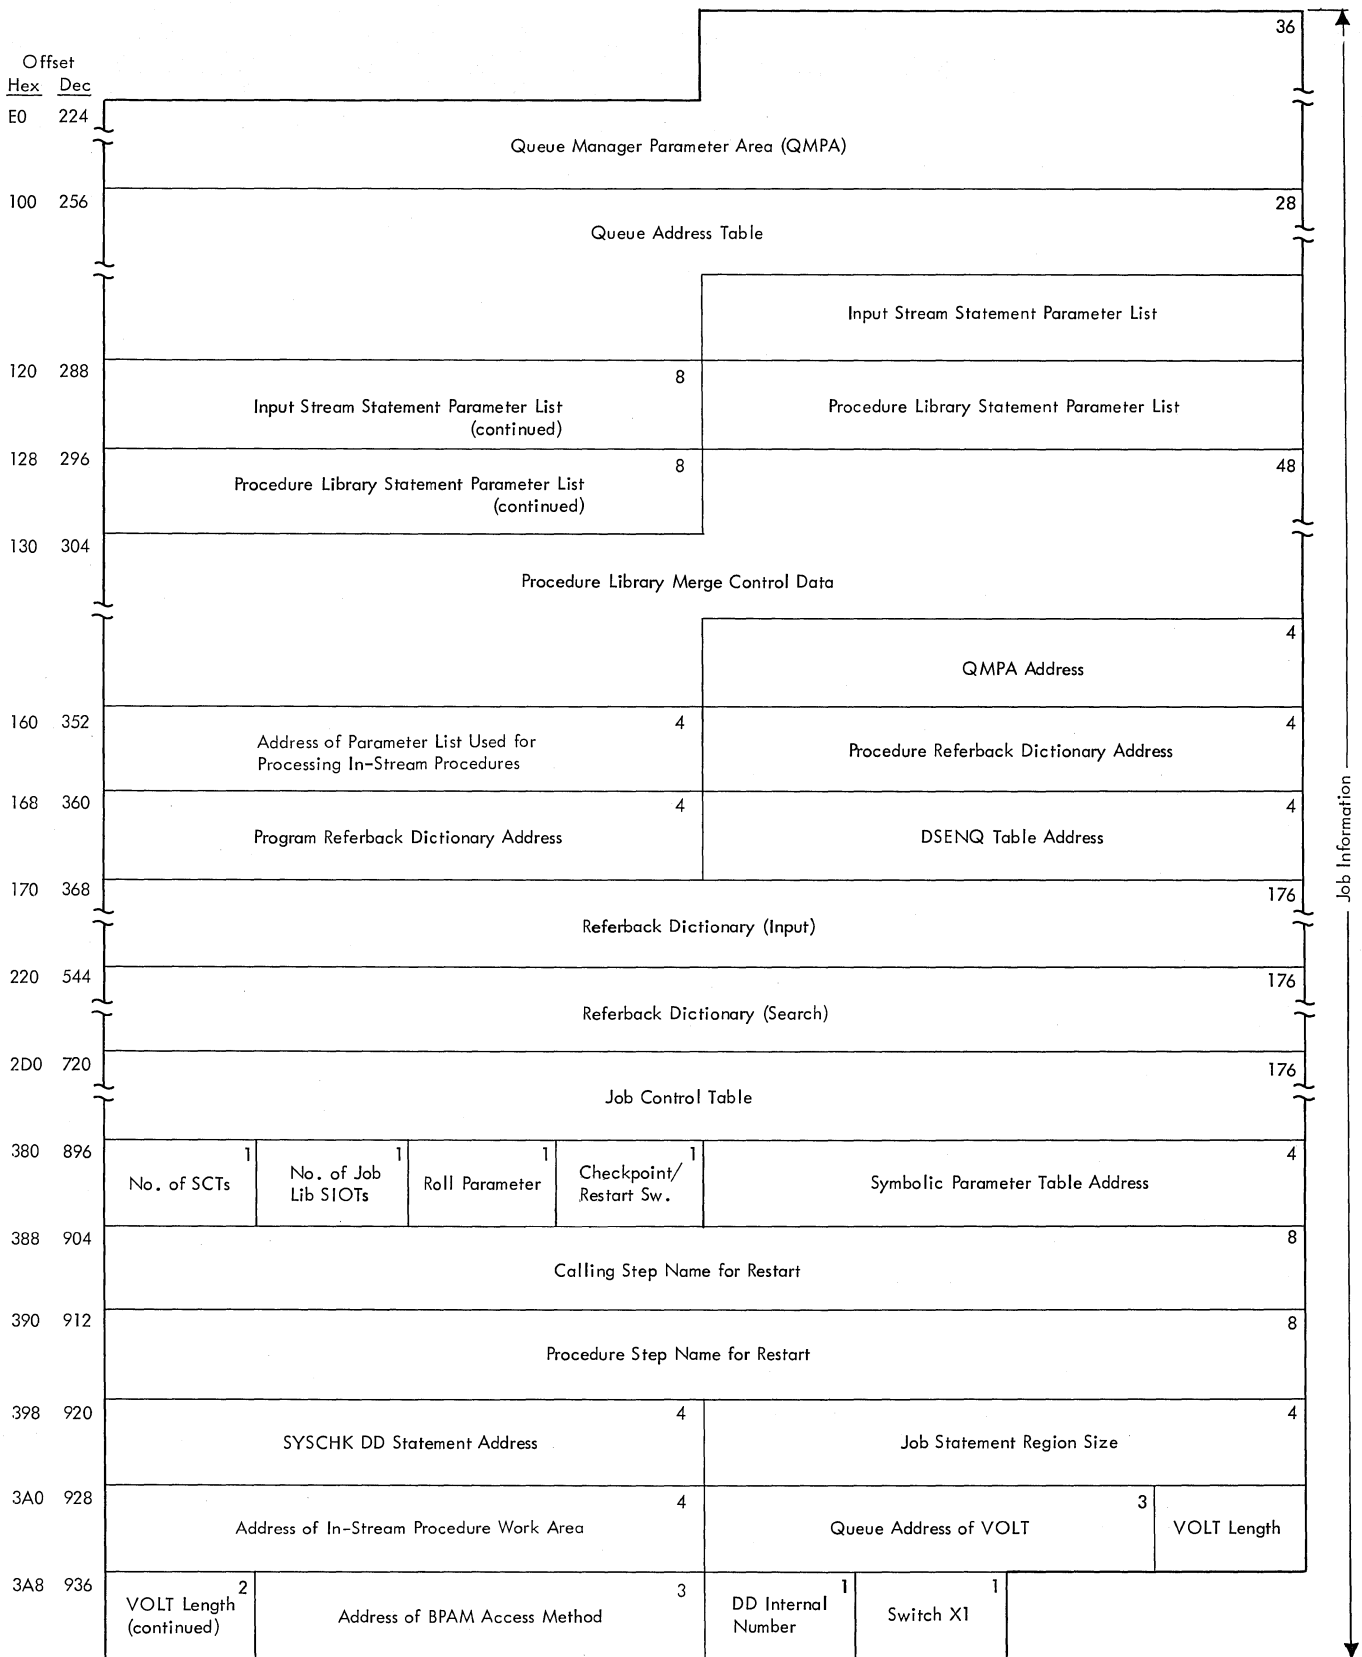 36
Offset
Hex Dec
E0 224
Queue Manager Parameter Area (QMPA)
100 256
28
Queue Address Table
Input Stream Statement Parameter List
120 288
8
Input Stream Statement Parameter List
(continued)
Procedure Library Statement Parameter List
128 296
8
48
Procedure Library Statement Parameter List
(continued)
130 304
Procedure Library Merge Control Data
4
QMPA Address
160 352
4
4
Address of Parameter List Used for
Processing In-Stream Procedures
Procedure Referback Dictionary Address
168 360
4
4
Program Referback Dictionary Address
DSENQ Table Address
Job Information
170 368
176
Referback Dictionary (Input)
220 544
176
Referback Dictionary (Search)
2D0 720
176
Job Control Table
380 896
1
1
1
1
4
No. of SCTs
No. of Job
Lib SIOTs
Roll Parameter
Checkpoint/
Restart Sw.
Symbolic Parameter Table Address
388 904
8
Calling Step Name for Restart
390 912
8
Procedure Step Name for Restart
398 920
4
4
SYSCHK DD Statement Address
Job Statement Region Size
3A0 928
4
3
Address of In-Stream Procedure Work Area
Queue Address of VOLT
VOLT Length
3A8 936
2
3
1
1
VOLT Length
(continued)
Address of BPAM Access Method
DD Internal
Number
Switch X1